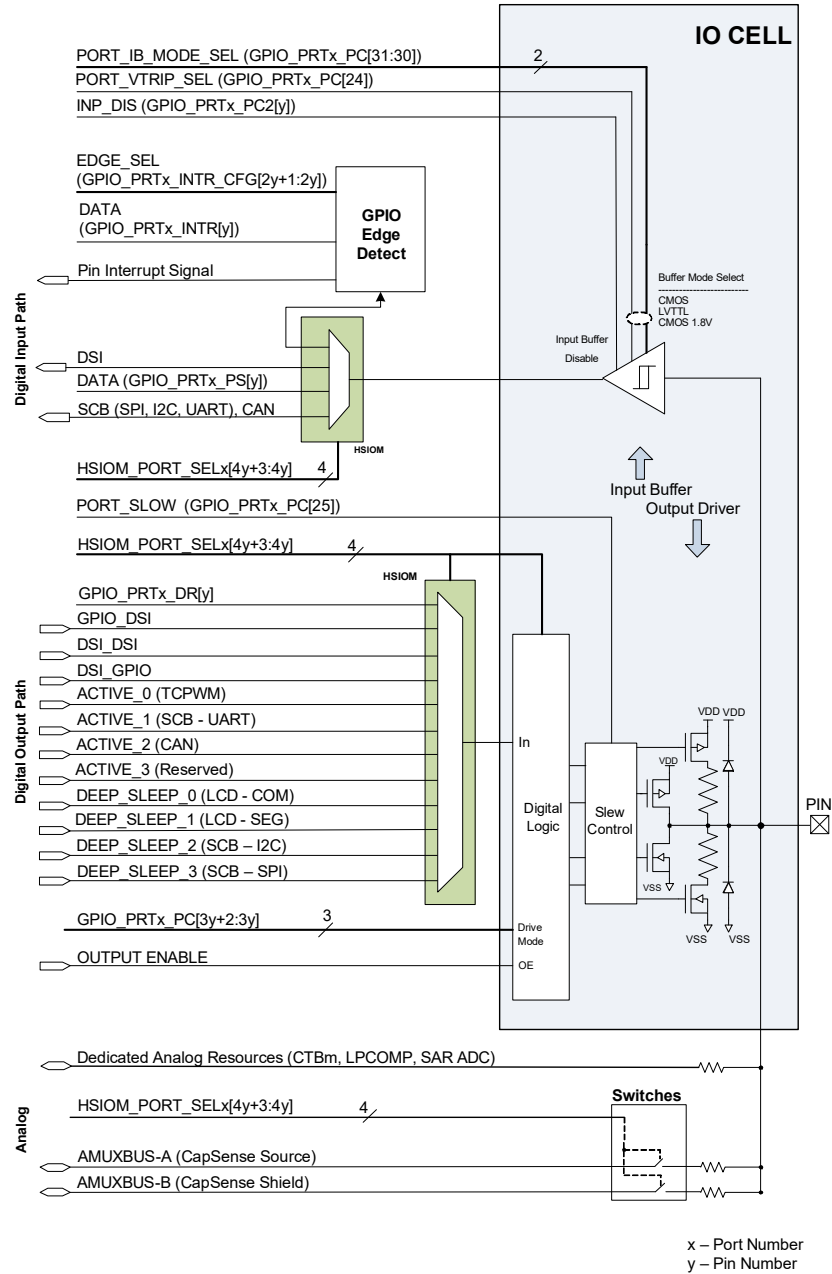 IO CELL
PORT_IB_MODE_SEL (GPIO_PRTx_PC[31:30])
2
PORT_VTRIP_SEL (GPIO_PRTx_PC[24])
INP_DIS (GPIO_PRTx_PC2[y])
EDGE_SEL
(GPIO_PRTx_INTR_CFG[2y+1:2y])
DATA
(GPIO_PRTx_INTR[y])
Pin Interrupt Signal
GPIO
Edge
Detect
Buffer Mode Select
CMOS
LVTTL
CMOS 1.8V
Input Buffer
Disable
Digital Input Path
DSI
DATA (GPIO_PRTx_PS[y])
SCB (SPI, I2C, UART), CAN
HSIOM
HSIOM_PORT_SELx[4y+3:4y]
4
Input Buffer
Output Driver
PORT_SLOW (GPIO_PRTx_PC[25])
HSIOM_PORT_SELx[4y+3:4y]
4
HSIOM
Digital Output Path
GPIO_PRTx_DR[y]
GPIO_DSI
DSI_DSI
DSI_GPIO
ACTIVE_0 (TCPWM)
ACTIVE_1 (SCB - UART)
ACTIVE_2 (CAN)
ACTIVE_3 (Reserved)
DEEP_SLEEP_0 (LCD - COM)
DEEP_SLEEP_1 (LCD - SEG)
DEEP_SLEEP_2 (SCB – I2C)
DEEP_SLEEP_3 (SCB – SPI)
GPIO_PRTx_PC[3y+2:3y]
3
OUTPUT ENABLE
In
Digital
Logic
Drive
Mode
OE
Slew
Control
VDD
VDD
VDD
VSS
VSS
VSS
PIN
Analog
Dedicated Analog Resources (CTBm, LPCOMP, SAR ADC)
HSIOM_PORT_SELx[4y+3:4y]
4
Switches
AMUXBUS-A (CapSense Source)
AMUXBUS-B (CapSense Shield)
x – Port Number
y – Pin Number